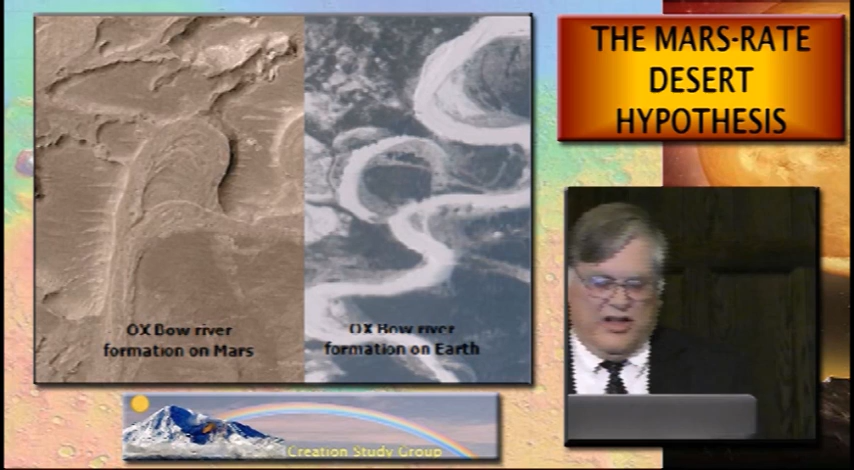 THE MARS-RATE
DESERT
HYPOTHESIS
OX Bow river
formation on Mars
OX Bow river
formation on Earth
Creation Study Group